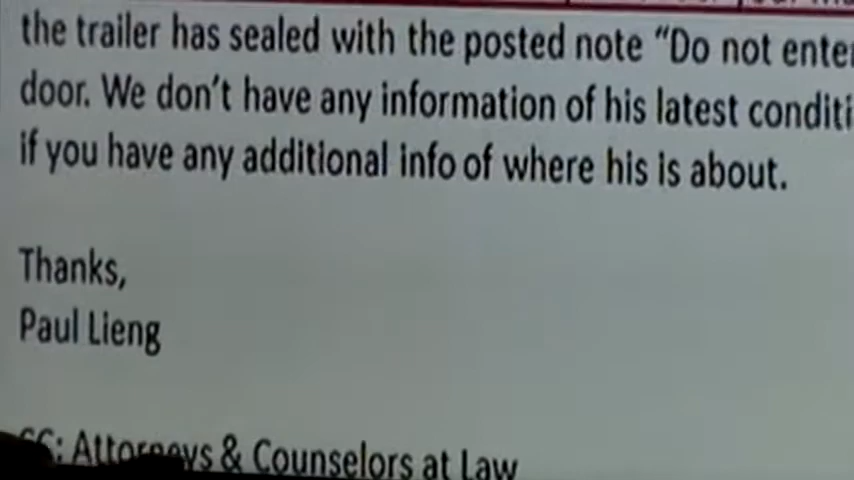 the trailer has sealed with the posted note “Do not enter
door. We don’t have any information of his latest conditi
if you have any additional info of where his is about.
Thanks,
Paul Lieng
CC: Attorneys & Counselors at Law